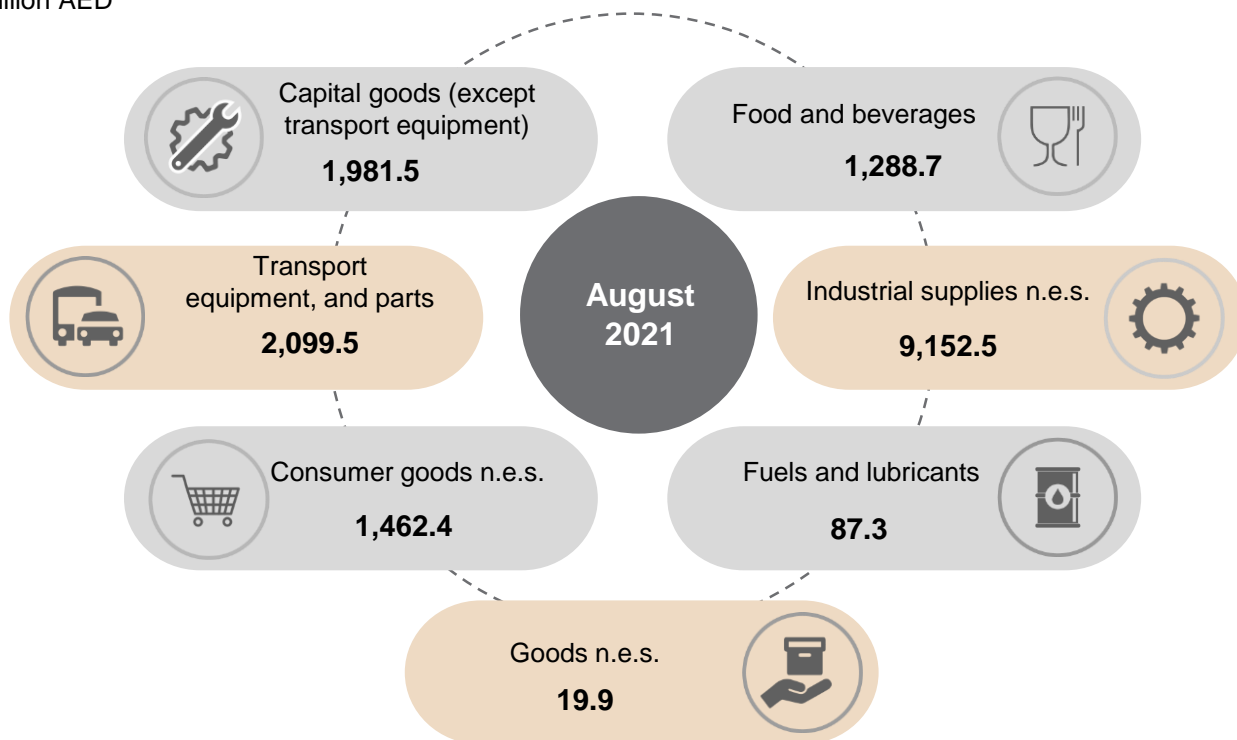 AED
Capital goods (except
transport equipment)
1,981.5
Food and beverages
1,288.7
Transport
equipment, and parts
2,099.5
August
2021
Industrial supplies n.e.s.
9,152.5
Consumer goods n.e.s.
1,462.4
Fuels and lubricants
87.3
Goods n.e.s.
19.9